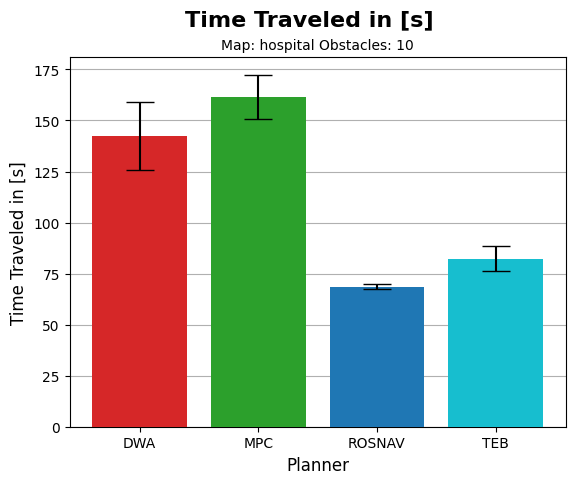 Time Traveled in [s]
Map: hospital Obstacles: 10
Time Traveled in [s]
175
150
125
100
75
50
25
0
DWA MPC ROSNAV TEB
Planner